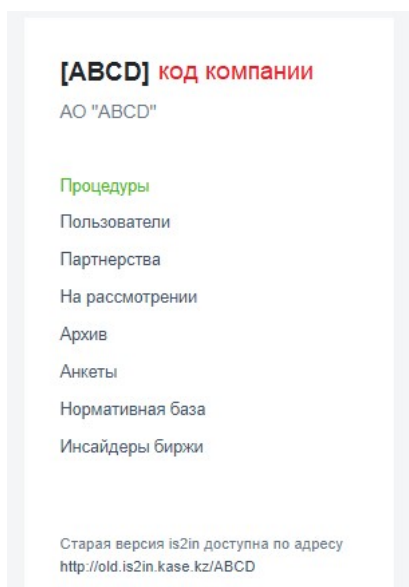 [ABCD] код компании
АО "ABCD"
Процедуры
Пользователи
Партнерства
На рассмотрении
Архив
Анкеты
Нормативная база
Инсайдеры биржи
Старая версия is2in доступна по адресу
http://old.is2in.kase.kz/ABCD